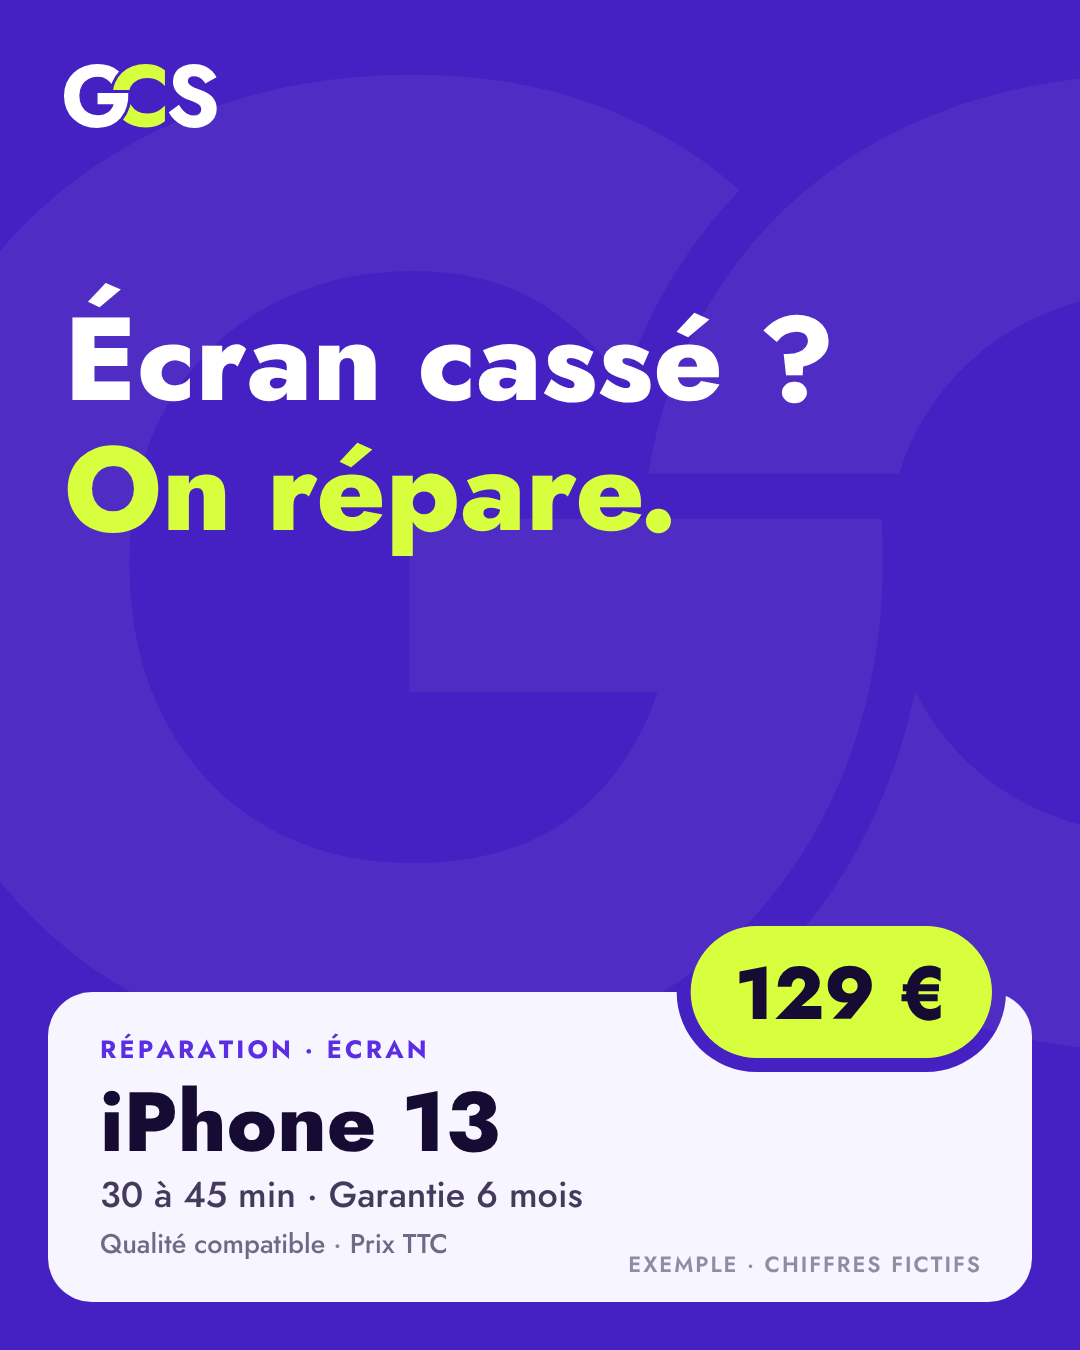 GCS
Écran cassé ?
On répare.
129 €
RÉPARATION · ÉCRAN
iPhone 13
30 à 45 min · Garantie 6 mois
Qualité compatible · Prix TTC
EXEMPLE · CHIFFRES FICTIFS